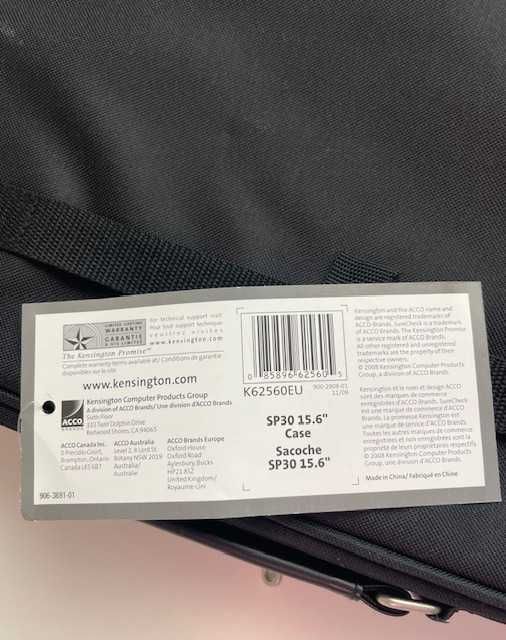 LIMITED LIFETIME
WARRANTY
GARANTIE
À VIE LIMITÉE
The Kensington Promise™
For technical support visit:
Pour tout support technique
veuillez visiter
www.kensington.com
Complete warranty terms available at/ Conditions de garantie
disponibles sur le site
www.kensington.com
ACCO
BRANDS
Kensington Computer Products Group
A division of ACCO Brands/ Une division d'ACCO Brands
Sixth Floor
333 Twin Dolphin Drive
Redwood Shores, CA 94065
ACCO Canada Inc.
5 Precidio Court,
Brampton, Ontario
Canada L6S 6B7
ACCO Australia
Level 2, 8 Lord St.
Botany NSW 2019
Australia/
Australie
ACCO Brands Europe
Oxford House
Oxford Road
Aylesbury, Bucks
HP21 8SZ
United Kingdom/
Royaume-Uni
906-3881-01
0 85896 62560 5
K62560EU
900-2908-01
11/09
SP30 15.6"
Case
Sacoche
SP30 15.6"
Kensington and the ACCO name and
design are registered trademarks of
ACCO Brands. SureCheck is a trademark
of ACCO Brands. The Kensington Promise
is a service mark of ACCO Brands.
All other registered and unregistered
trademarks are the property of their
respective owners.
© 2008 Kensington Computer Products
Group, a division of ACCO Brands.
Kensington et le nom et design ACCO
sont des marques de commerce
enregistrées d'ACCO Brands. SureCheck
est une marque de commerce d'ACCO
Brands. La promesse Kensington est
une marque de service d'ACCO Brands.
Toutes les autres marques de commerce
enregistrées et non enregistrées sont la
propriété de leurs propriétaires respectifs
© 2008 Kensington Computer Products
Group, une division d'ACCO Brands.
Made in China/ Fabriqué en Chine